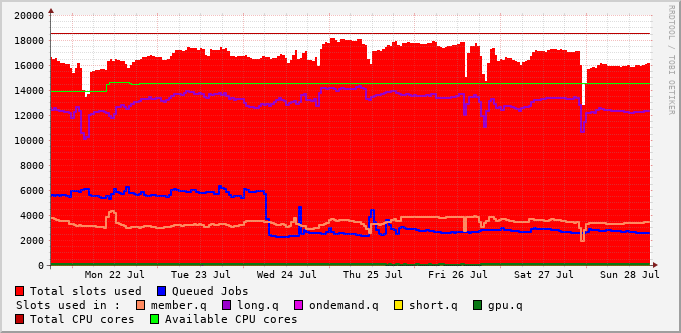 RRDTOOL / TOBI OETIKER
20000
18000
16000
14000
12000
10000
8000
6000
4000
2000
0
Mon 22 Jul Tue 23 Jul Wed 24 Jul Thu 25 Jul Fri 26 Jul Sat 27 Jul Sun 28 Jul
Total slots used Queued Jobs
Slots used in : member.q long.q ondemand.q short.q gpu.q
Total CPU cores Available CPU cores